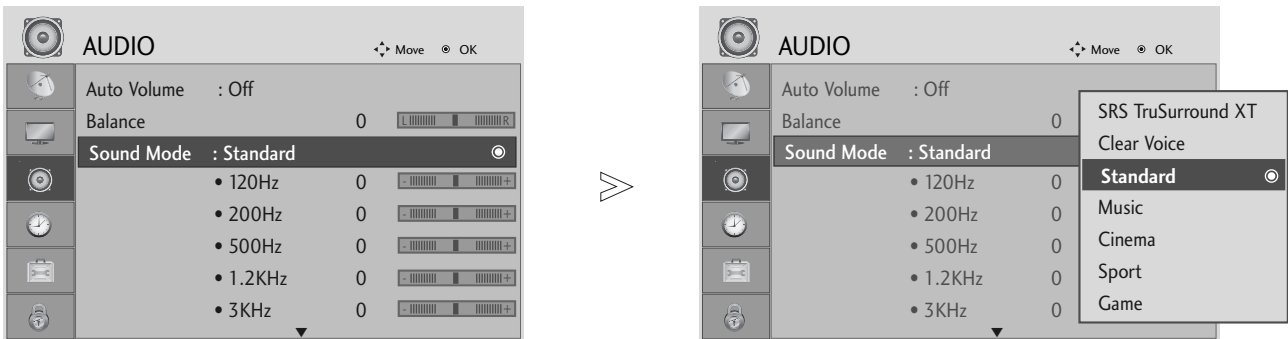 AUDIO Move OK
Auto Volume : Off
Balance 0 L R
Sound Mode : Standard
• 120Hz 0 - +
• 200Hz 0 - +
• 500Hz 0 - +
• 1.2KHz 0 - +
• 3KHz 0 - +
AUDIO Move OK
Auto Volume : Off
Balance 0
Sound Mode : Standard
• 120Hz 0
• 200Hz 0
• 500Hz 0
• 1.2KHz 0
• 3KHz 0
SRS TruSurround XT
Clear Voice
Standard
Music
Cinema
Sport
Game